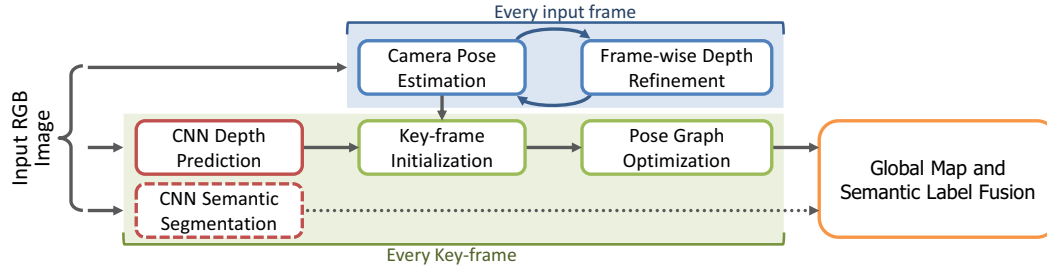 Every input frame
Camera Pose
Estimation
Frame-wise Depth
Refinement
Input RGB
Image
CNN Depth
Prediction
Key-frame
Initialization
Pose Graph
Optimization
Global Map and
Semantic Label Fusion
CNN Semantic
Segmentation
Every Key-frame